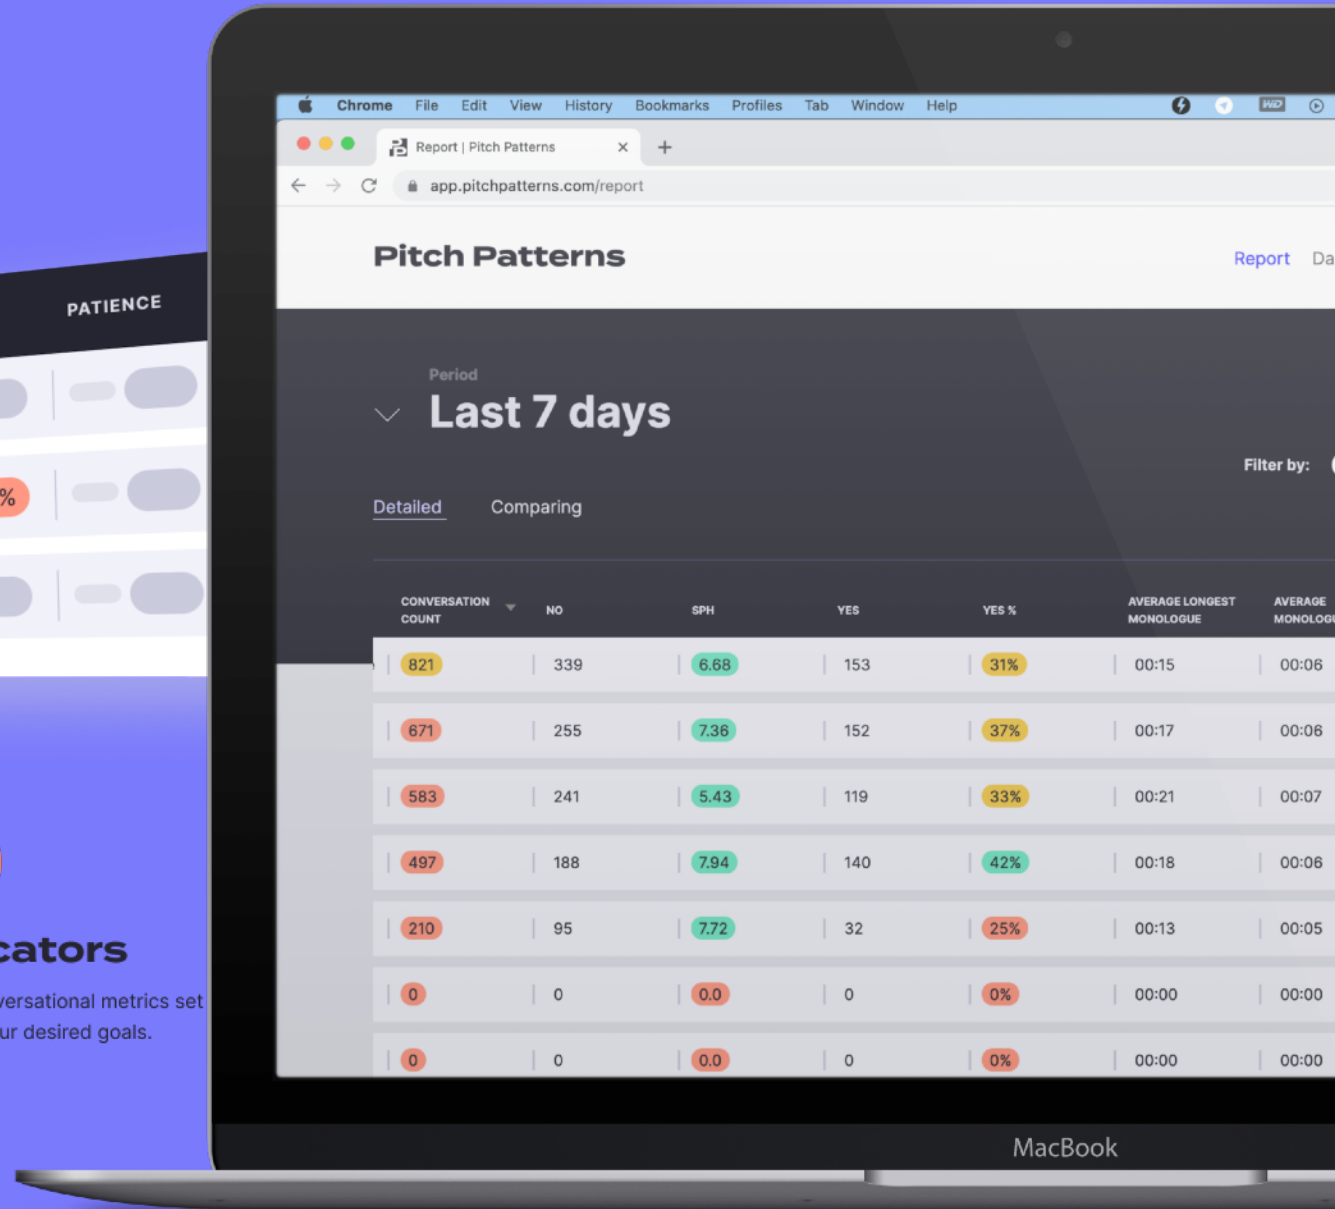 Chrome File Edit View History Bookmarks Profiles Tab Window Help
WD
Report | Pitch Patterns
app.pitchpatterns.com/report
Pitch Patterns
Report Da
Period
Last 7 days
Filter by:
Detailed Comparing
CONVERSATION COUNT NO SPH YES YES % AVERAGE LONGEST MONOLOGUE AVERAGE MONOLOGU
821 339 6.68 153 31% 00:15 00:06
671 255 7.36 152 37% 00:17 00:06
583 241 5.43 119 33% 00:21 00:07
497 188 7.94 140 42% 00:18 00:06
210 95 7.72 32 25% 00:13 00:05
0 0 0.0 0 0% 00:00 00:00
0 0 0.0 0 0% 00:00 00:00
MacBook
PATIENCE
%
cators
versational metrics set
ur desired goals.